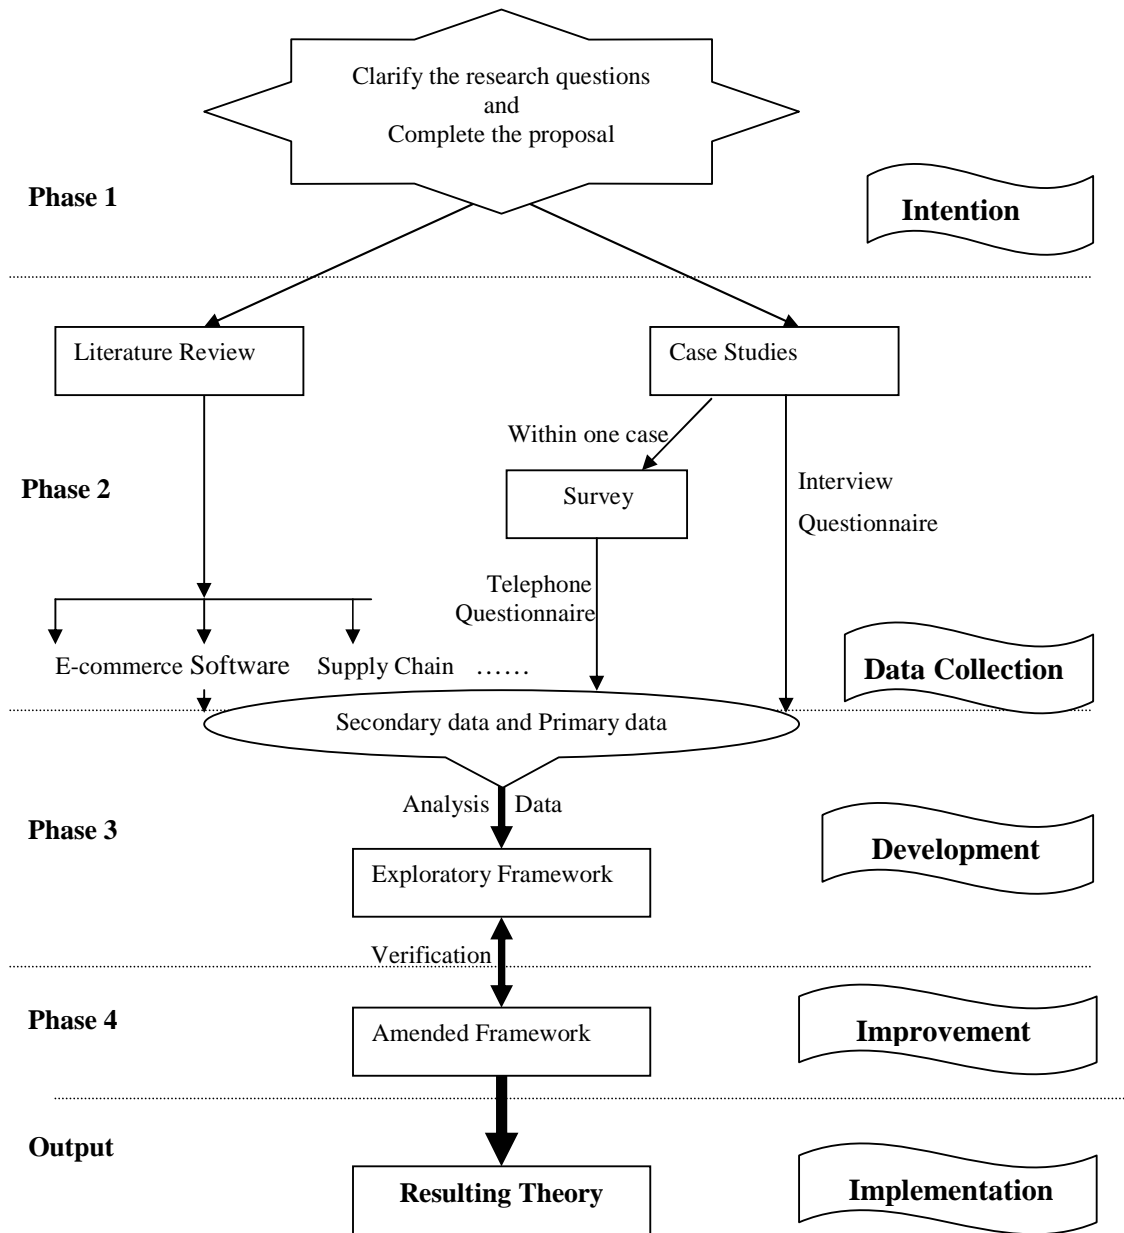 Clarify the research questions
and
Complete the proposal
Phase 1
Intention
Literature Review
Case Studies
Within one case
Phase 2
Survey
Interview
Questionnaire
Telephone
Questionnaire
E-commerce Software Supply Chain ......
Data Collection
Secondary data and Primary data
Analysis Data
Phase 3
Development
Exploratory Framework
Verification
Phase 4
Amended Framework
Improvement
Output
Resulting Theory
Implementation